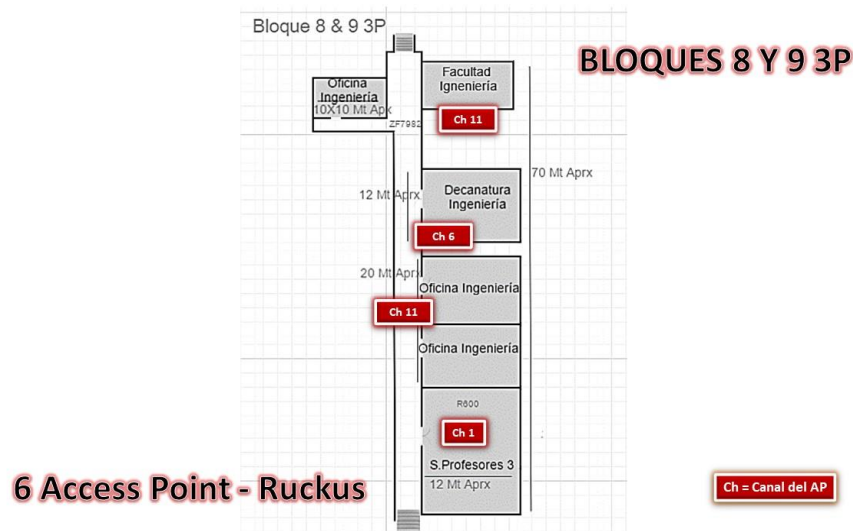 Bloque 8 & 9 3P
BLOQUES 8 Y 9 3P
Facultad
Igneniería
Oficina
Ingeniería
10X10 Mt Apx
ZF7982
Ch 11
70 Mt Aprx
12 Mt Aprx
Decanatura
Ingeniería
Ch 6
20 Mt Aprx
Oficina Ingeniería
Ch 11
Oficina Ingeniería
R600
Ch 1
S.Profesores 3
12 Mt Aprx
6 Access Point - Ruckus
Ch = Canal del AP